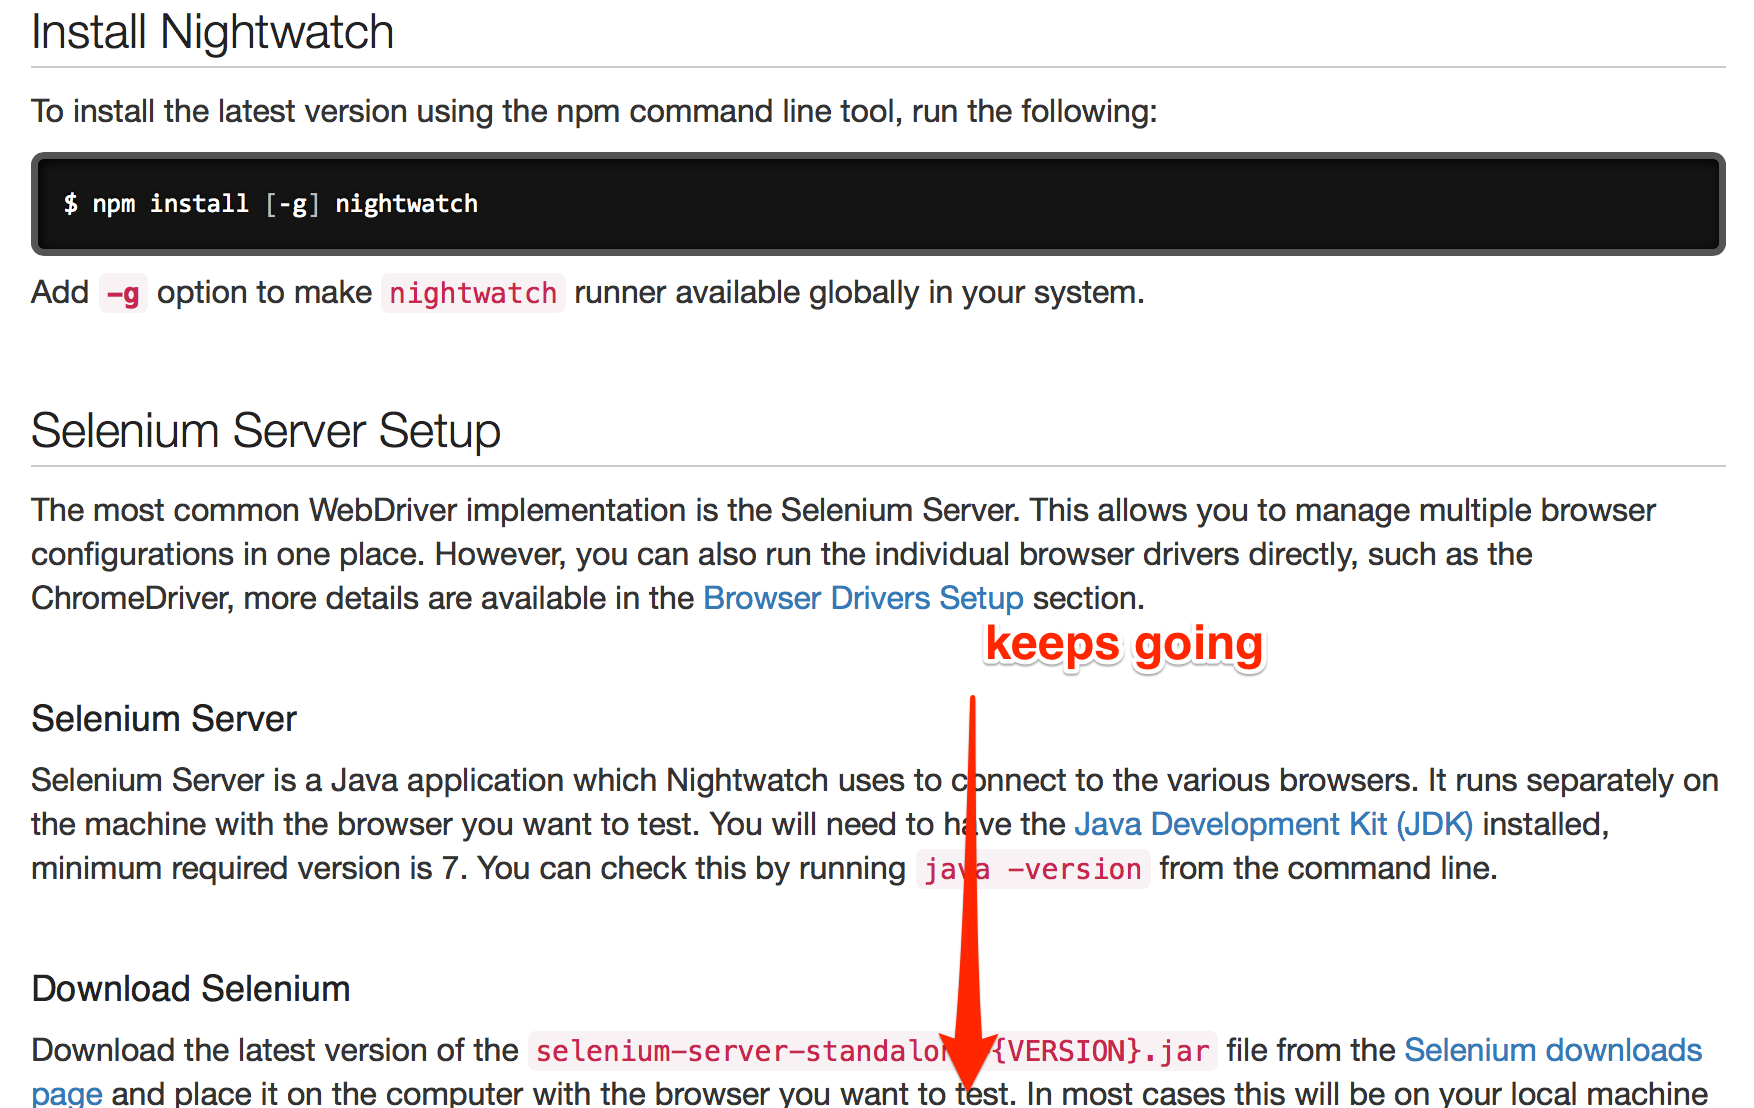 Install Nightwatch
To install the latest version using the npm command line tool, run the following:
$ npm install [-g] nightwatch
Add -g option to make nightwatch runner available globally in your system.
Selenium Server Setup
The most common WebDriver implementation is the Selenium Server. This allows you to manage multiple browser
configurations in one place. However, you can also run the individual browser drivers directly, such as the
ChromeDriver, more details are available in the Browser Drivers Setup section.
keeps going
Selenium Server
Selenium Server is a Java application which Nightwatch uses to connect to the various browsers. It runs separately on
the machine with the browser you want to test. You will need to have the Java Development Kit (JDK) installed,
minimum required version is 7. You can check this by running java -version from the command line.
Download Selenium
Download the latest version of the selenium-server-standalone-{VERSION}.jar file from the Selenium downloads
page and place it on the computer with the browser you want to test. In most cases this will be on your local machine